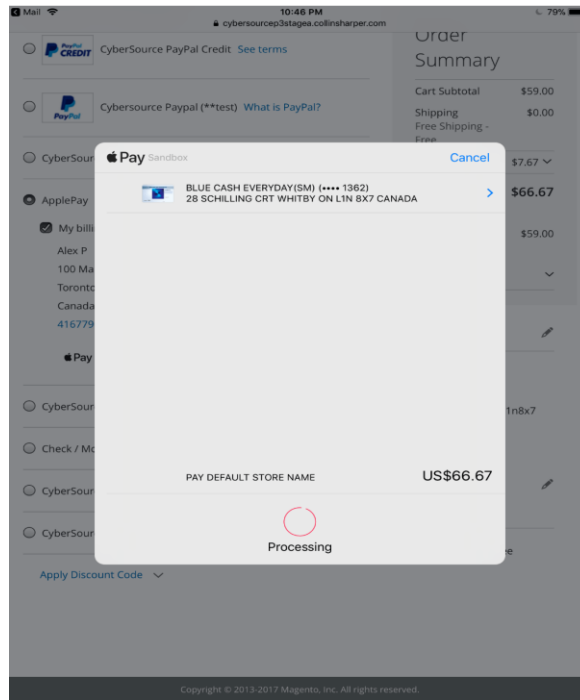 Mail
10:46 PM
79%
cybersourcep3stagea.collinsharper.com
PayPal
CREDIT
CyberSource PayPal Credit See terms
PayPal
Cybersource Paypal (**test) What is PayPal?
CyberSour
ApplePay
My billi
Alex P
100 Ma
Toronto
Canada
416779
Pay
CyberSour
Check / Mo
CyberSour
CyberSour
Apply Discount Code
Order
Summary
Cart Subtotal $59.00
Shipping $0.00
Free Shipping -
Free
$7.67
$66.67
$59.00
1n8x7
Pay Sandbox
Cancel
BLUE CASH EVERYDAY(SM) (•••• 1362)
28 SCHILLING CRT WHITBY ON L1N 8X7 CANADA
PAY DEFAULT STORE NAME US$66.67
Processing
Copyright © 2013-2017 Magento, Inc. All rights reserved.